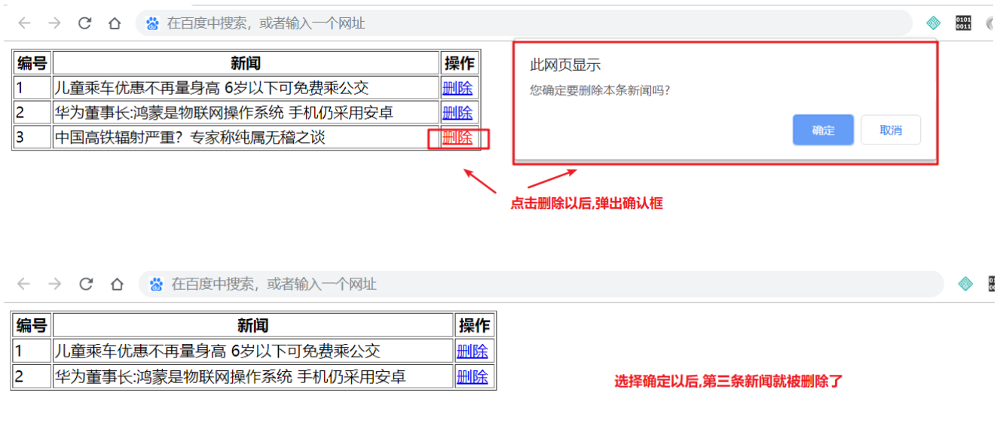 在百度中搜索，或者输入一个网址
0101
0011
编号 新闻 操作
1 儿童乘车优惠不再量身高 6岁以下可免费乘公交 删除
2 华为董事长:鸿蒙是物联网操作系统 手机仍采用安卓 删除
3 中国高铁辐射严重？专家称纯属无稽之谈 删除
此网页显示
您确定要删除本条新闻吗?
确定 取消
点击删除以后,弹出确认框
在百度中搜索，或者输入一个网址
编号 新闻 操作
1 儿童乘车优惠不再量身高 6岁以下可免费乘公交 删除
2 华为董事长:鸿蒙是物联网操作系统 手机仍采用安卓 删除
选择确定以后,第三条新闻就被删除了